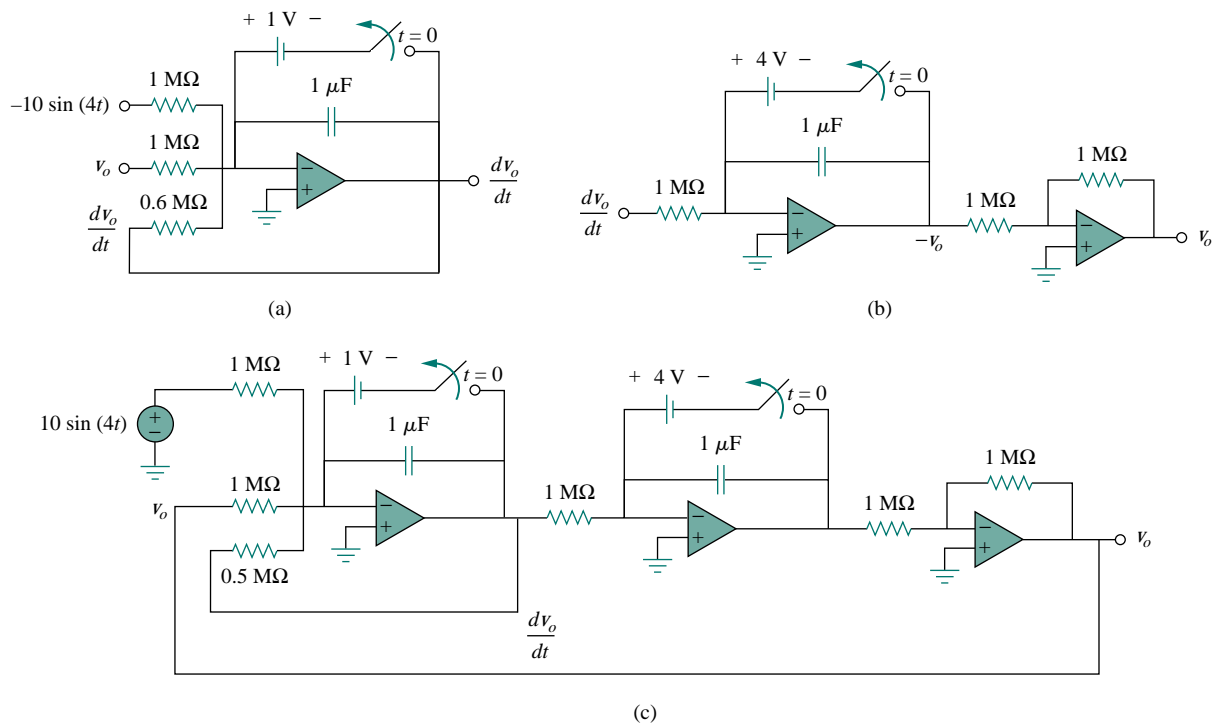 + 1 V −
t = 0
1 MΩ
1 μF
–10 sin (4t)
1 MΩ
vₒ
−
+
dvₒ
dt
0.6 MΩ
dvₒ
dt
(a)
+ 4 V −
t = 0
1 μF
1 MΩ
1 MΩ
dvₒ
dt
−
+
1 MΩ
−
+
−vₒ
vₒ
(b)
+ 1 V −
t = 0
1 MΩ
+
−
10 sin (4t)
1 μF
+ 4 V −
t = 0
1 μF
1 MΩ
vₒ
−
+
1 MΩ
−
+
1 MΩ
1 MΩ
−
+
vₒ
0.5 MΩ
dvₒ
dt
(c)